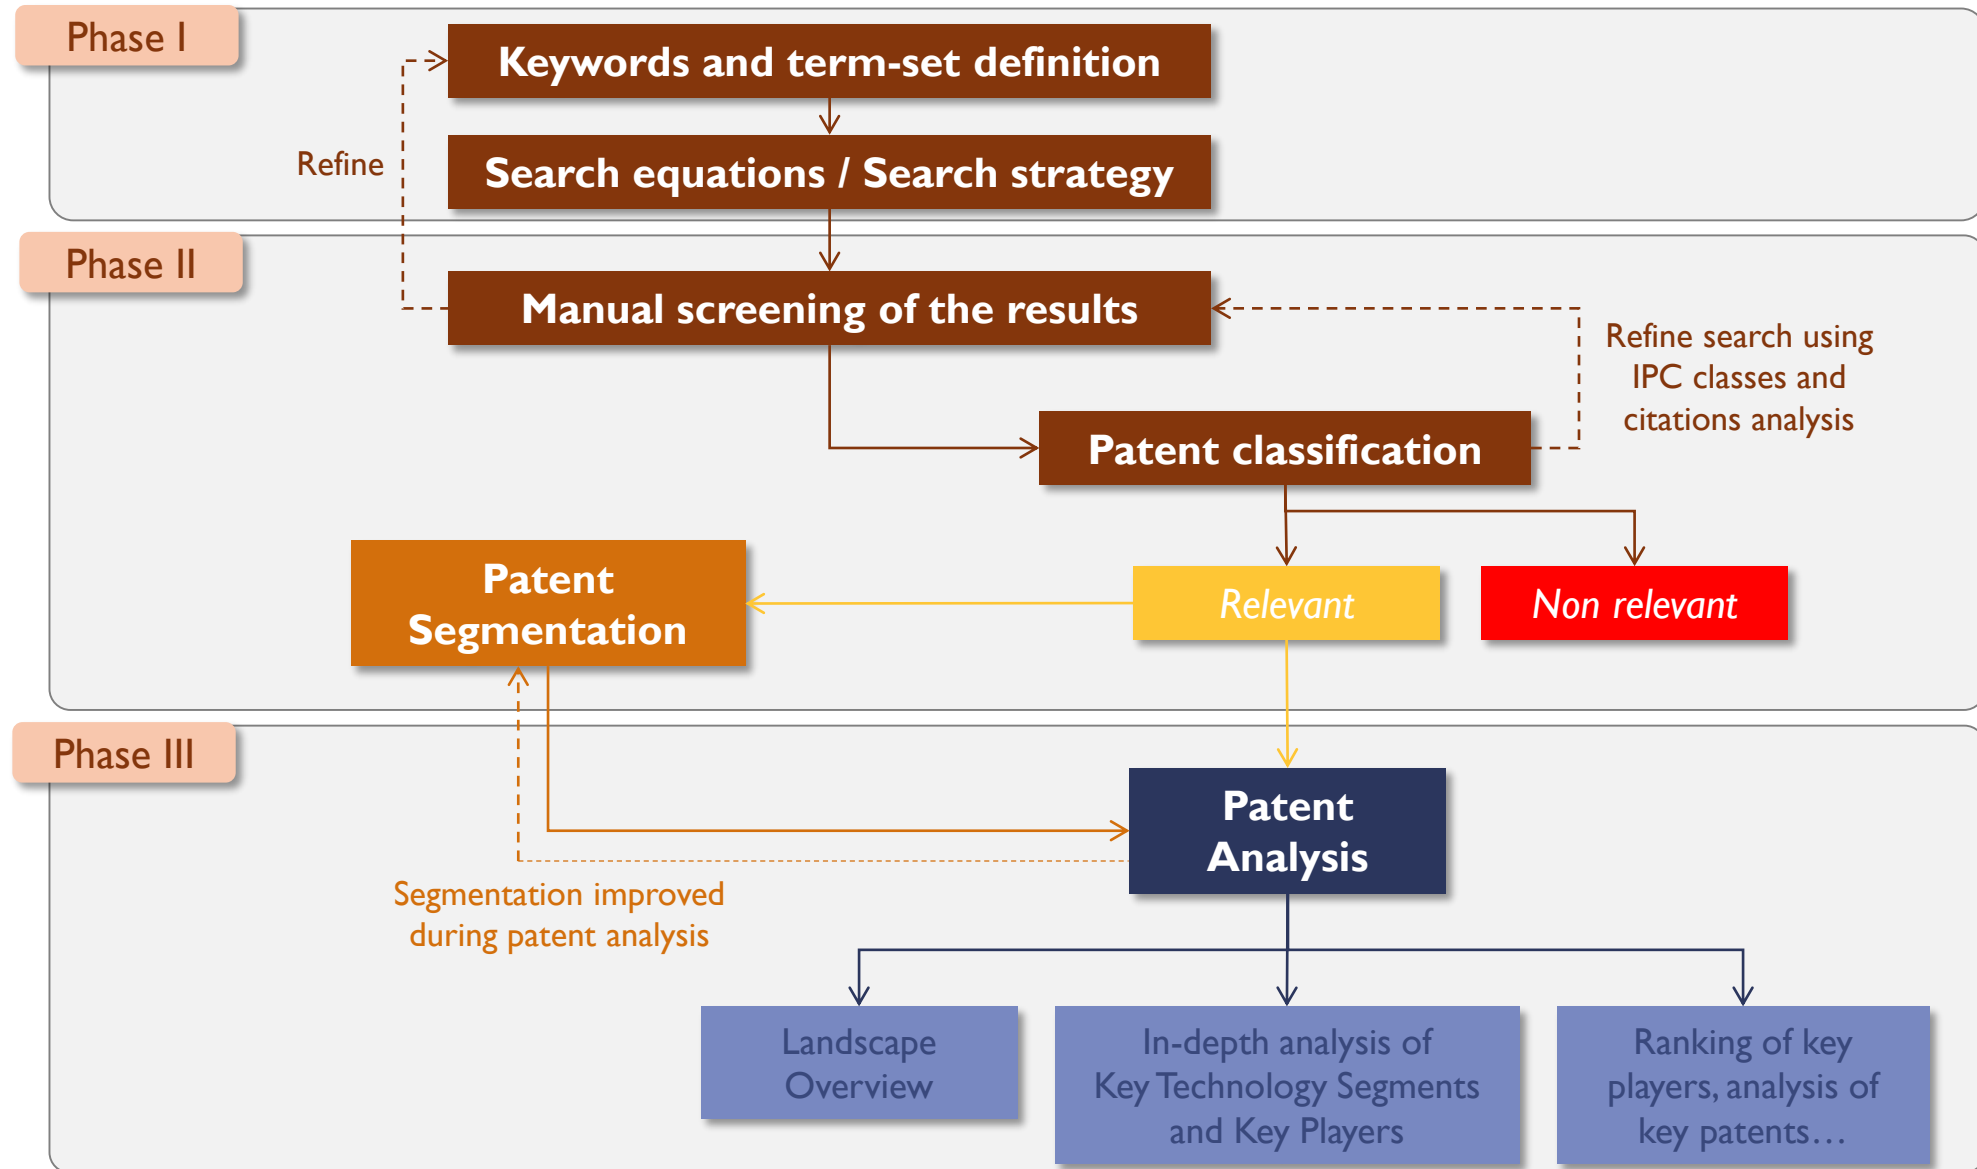 Phase I
Keywords and term-set definition
Refine
Search equations / Search strategy
Phase II
Manual screening of the results
Refine search using
IPC classes and
citations analysis
Patent classification
Patent
Segmentation
Relevant
Non relevant
Phase III
Patent
Analysis
Segmentation improved
during patent analysis
Landscape
Overview
In-depth analysis of
Key Technology Segments
and Key Players
Ranking of key
players, analysis of
key patents…